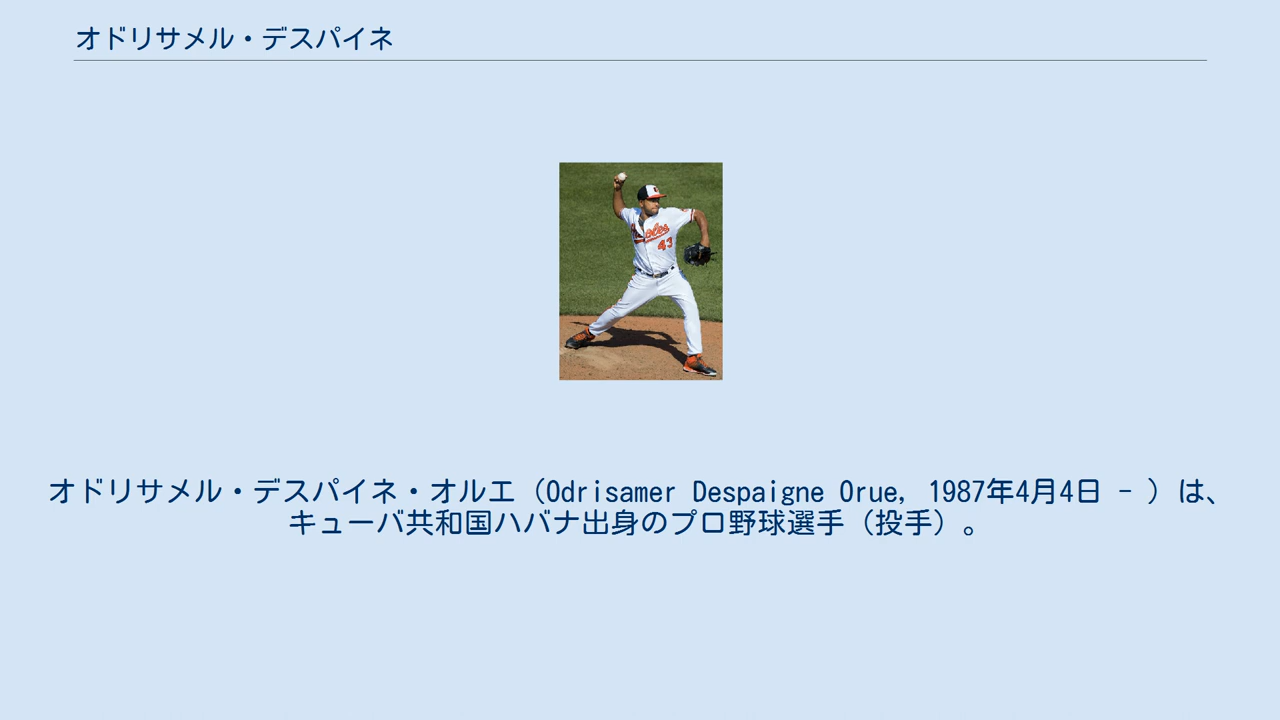 オドリサメル・デスパイネ
43
オドリサメル・デスパイネ・オルエ（Odrisamer Despaigne Orue, 1987年4月4日 - ）は、
キューバ共和国ハバナ出身のプロ野球選手（投手）。